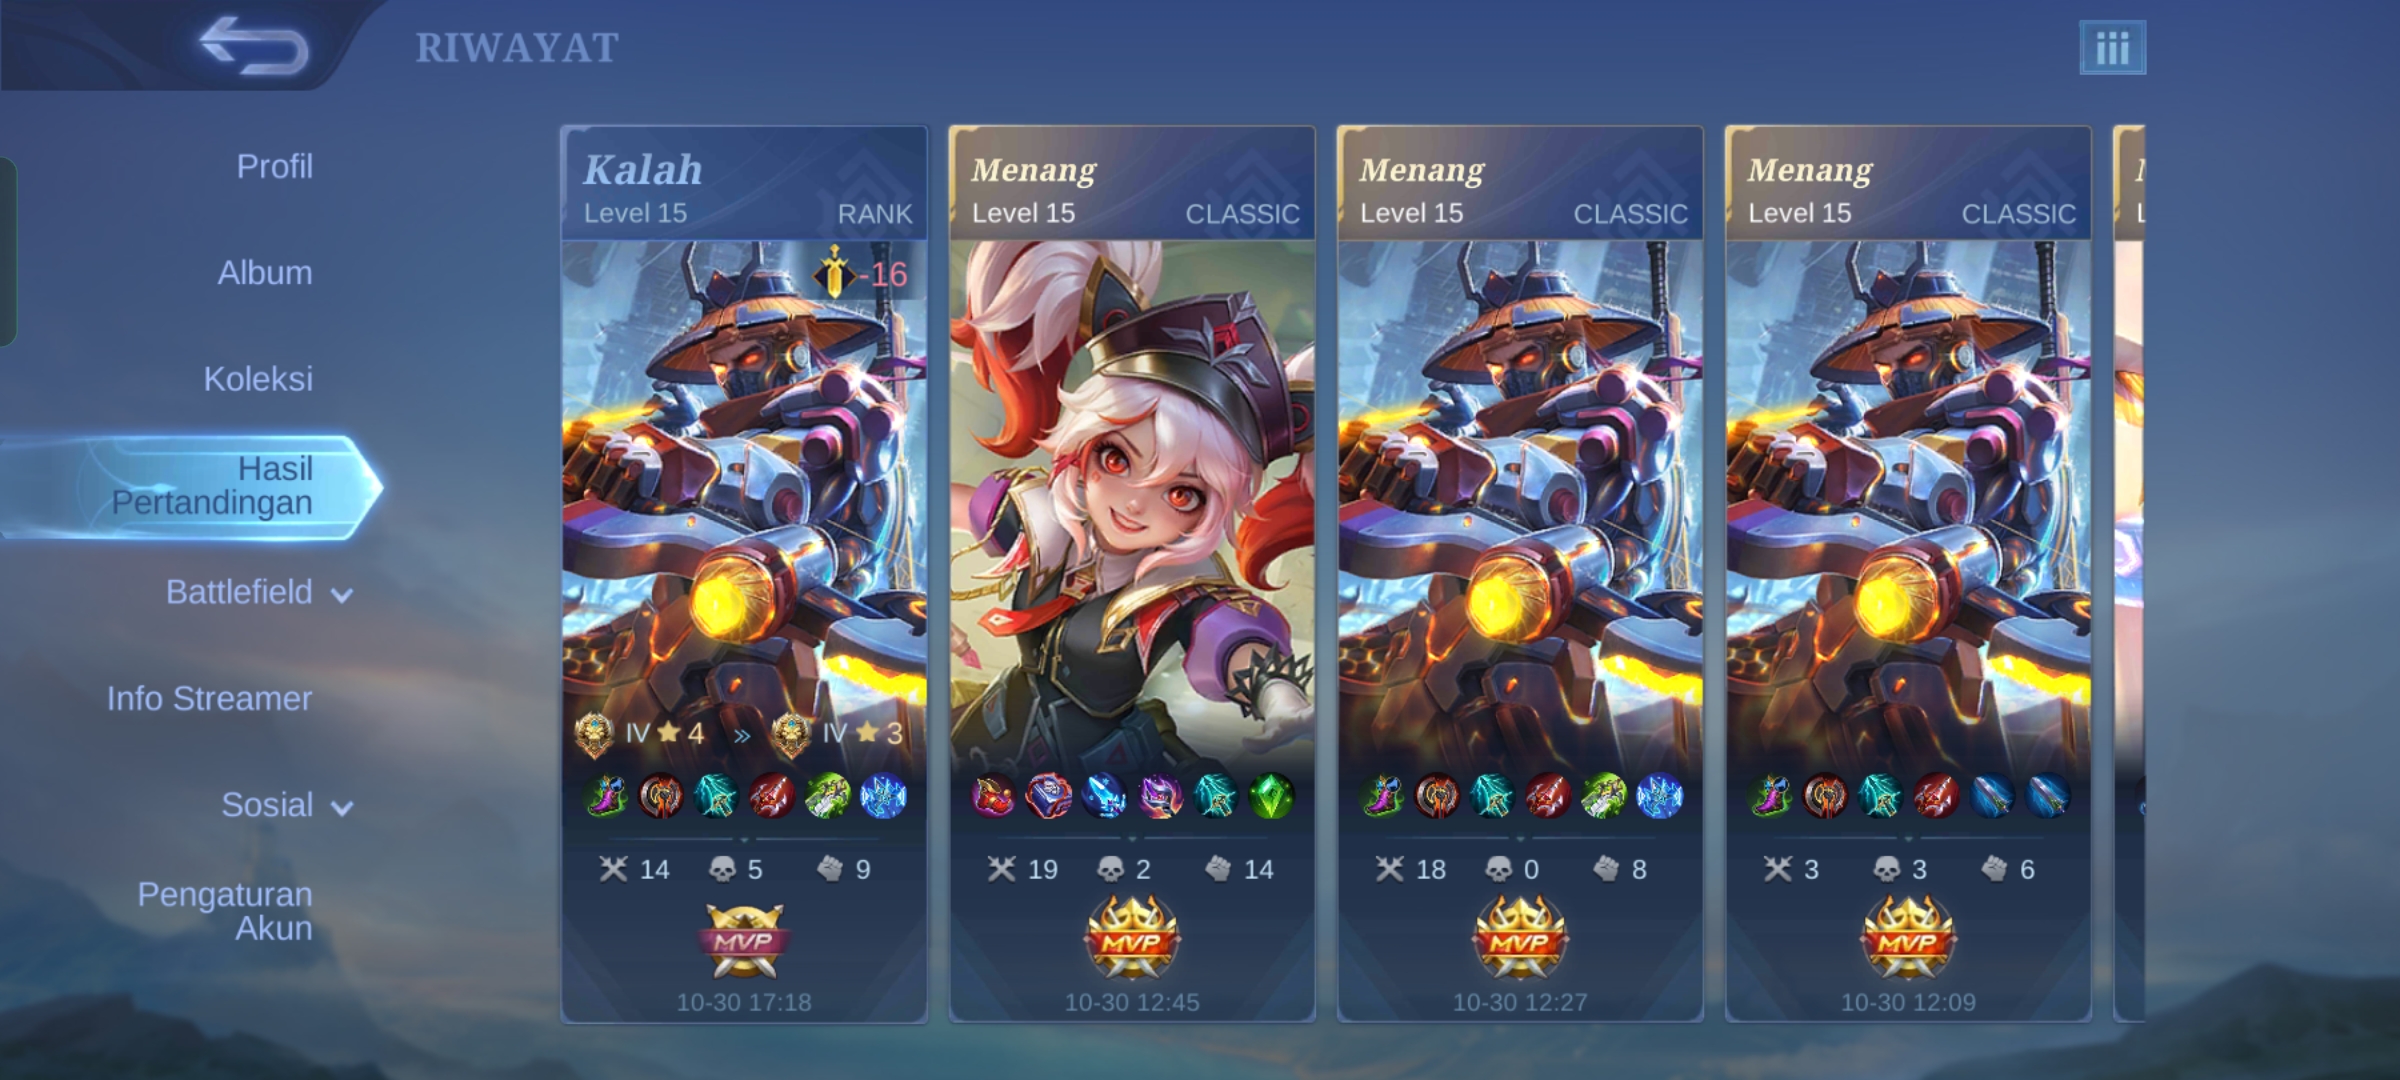 RIWAYAT
Profil
Album
Koleksi
Hasil
Pertandingan
Battlefield
Info Streamer
Sosial
Pengaturan
Akun
Kalah
Level 15 RANK
-16
IV 4 » IV 3
14 5 9
MVP
10-30 17:18
Menang
Level 15 CLASSIC
19 2 14
MVP
10-30 12:45
Menang
Level 15 CLASSIC
18 0 8
MVP
10-30 12:27
Menang
Level 15 CLASSIC
3 3 6
MVP
10-30 12:09